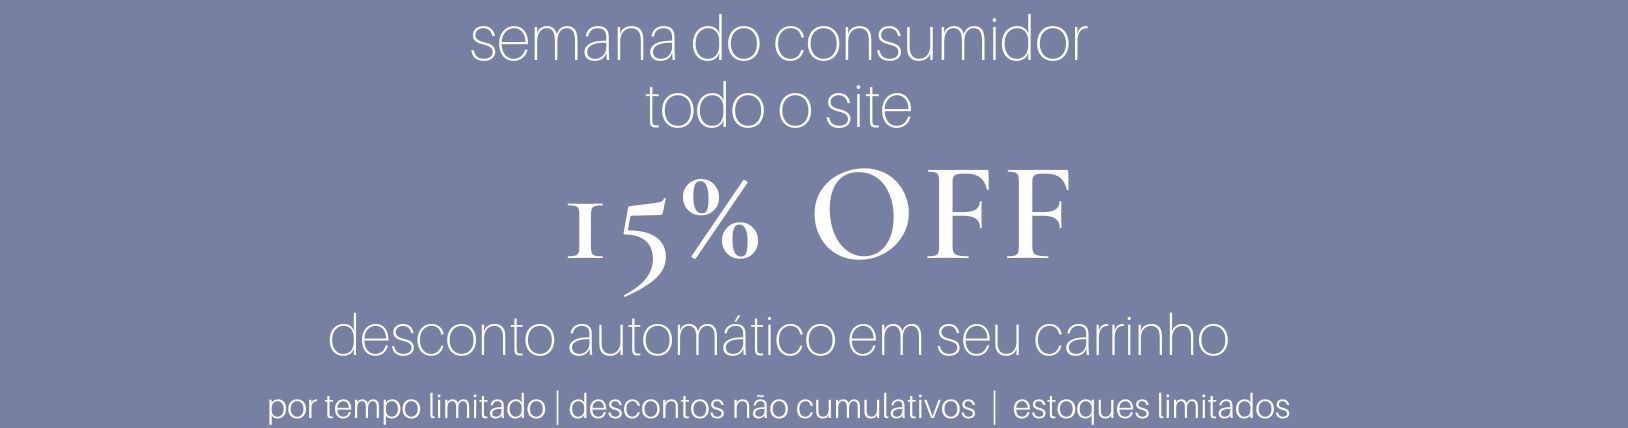 semana do consumidor
todo o site
15% OFF
desconto automático em seu carrinho
por tempo limitado | descontos não cumulativos | estoques limitados